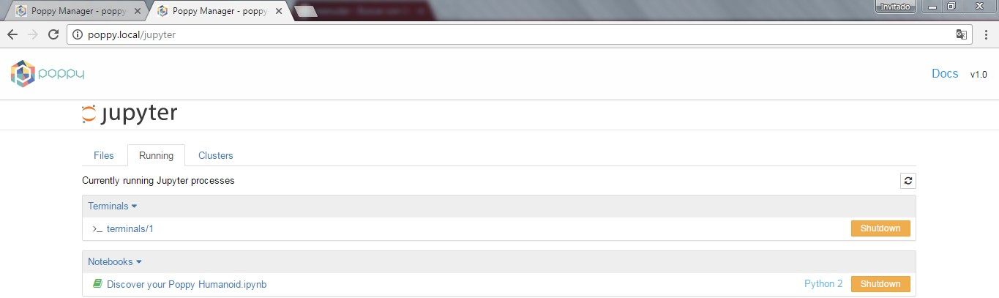 Poppy Manager - poppy
Poppy Manager - poppy
Invitado
poppy.local/jupyter
poppy
Docs
v1.0
jupyter
Files
Running
Clusters
Currently running Jupyter processes
Terminals
>_ terminals/1
Shutdown
Notebooks
Discover your Poppy Humanoid.ipynb
Python 2
Shutdown